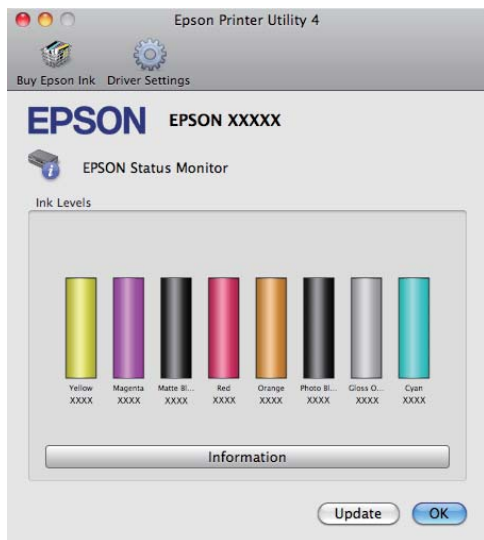 Epson Printer Utility 4
Buy Epson Ink Driver Settings
EPSON EPSON XXXXX
EPSON Status Monitor
Ink Levels
Yellow Magenta Matte Bl... Red Orange Photo Bl... Gloss O... Cyan
XXXX XXXX XXXX XXXX XXXX XXXX XXXX XXXX
Information
Update OK